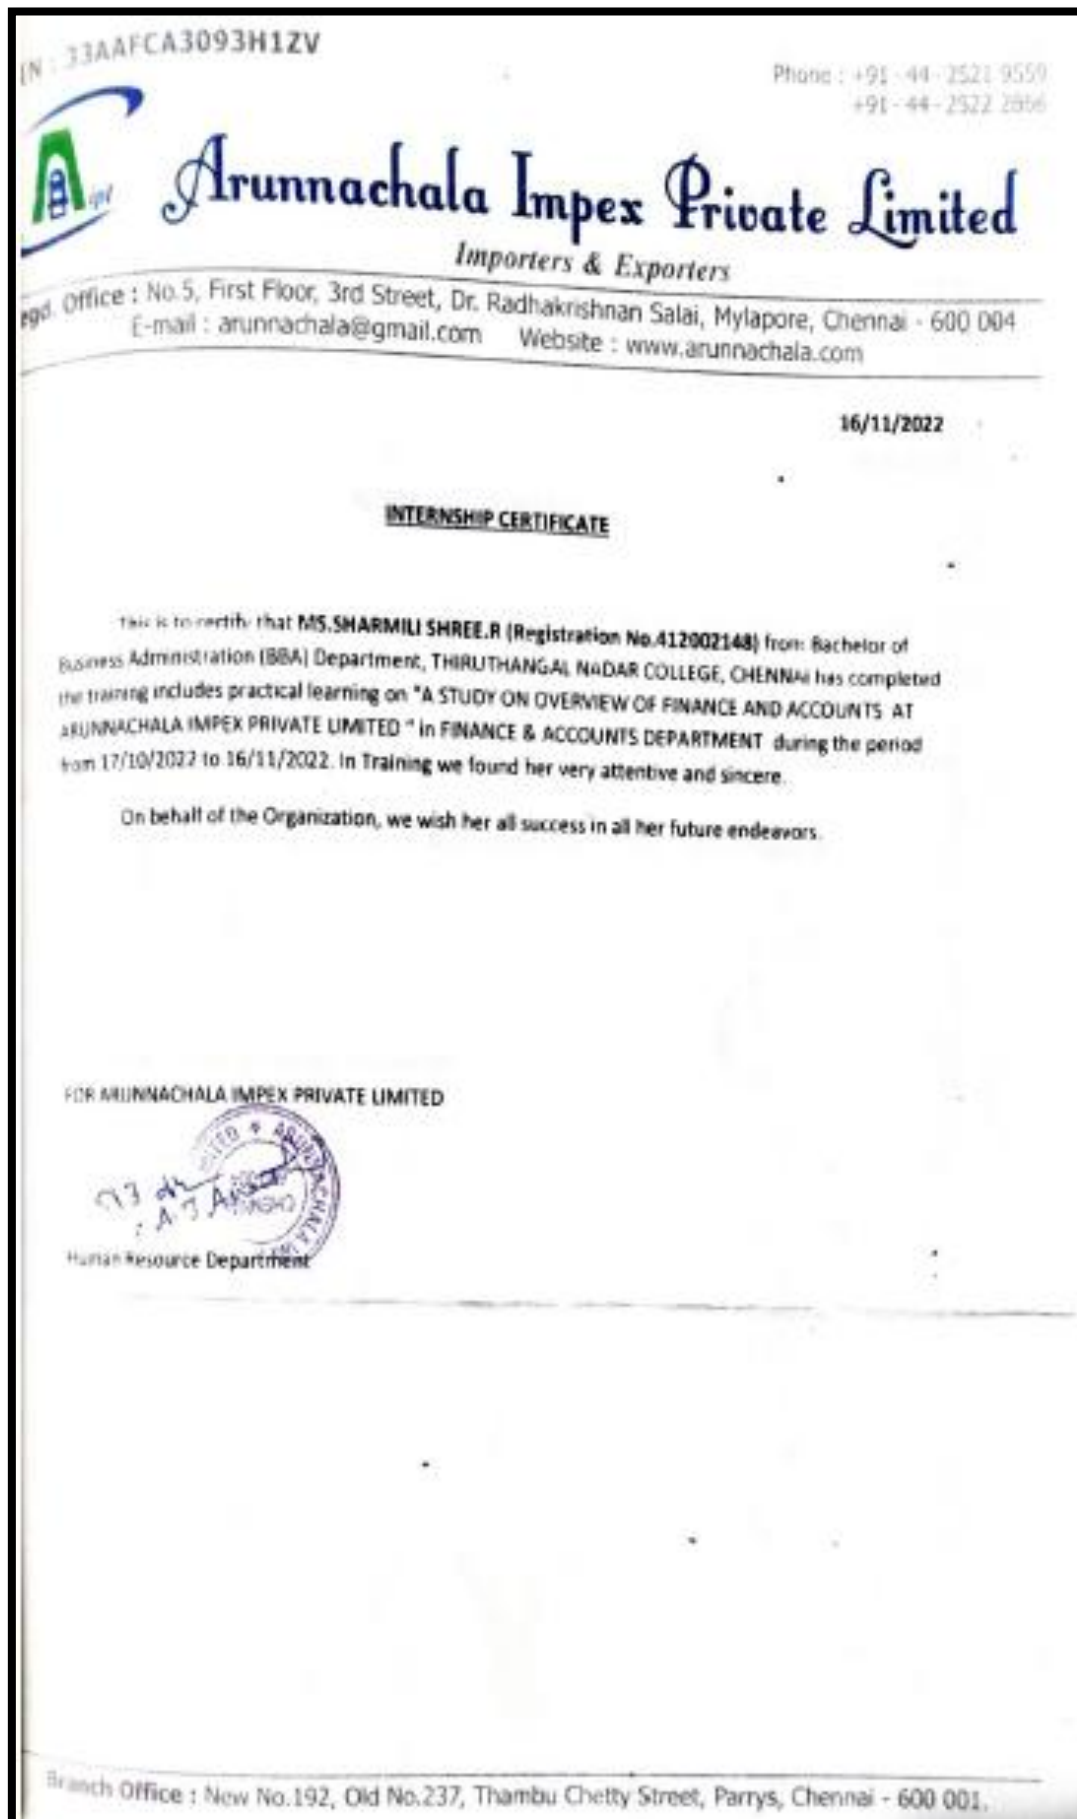 IN : 33AAFCA3093H1ZV
Phone : +91 - 44 - 2521 9559
+91 - 44 - 2522 2866
A ipl
Arunnachala Impex Private Limited
Importers & Exporters
egd. Office : No.5, First Floor, 3rd Street, Dr. Radhakrishnan Salai, Mylapore, Chennai - 600 004
E-mail : arunnachala@gmail.com Website : www.arunnachala.com
16/11/2022
INTERNSHIP CERTIFICATE
This is to certify that MS.SHARMILI SHREE.R (Registration No.412002148) from Bachelor of
Business Administration (BBA) Department, THIRUTHANGAL NADAR COLLEGE, CHENNAI has completed
the training includes practical learning on "A STUDY ON OVERVIEW OF FINANCE AND ACCOUNTS AT
ARUNNACHALA IMPEX PRIVATE LIMITED " in FINANCE & ACCOUNTS DEPARTMENT during the period
from 17/10/2022 to 16/11/2022. In Training we found her very attentive and sincere.
On behalf of the Organization, we wish her all success in all her future endeavors.
FOR ARUNNACHALA IMPEX PRIVATE LIMITED
ARUNNACHALA
Human Resource Department
Branch Office : New No.192, Old No.237, Thambu Chetty Street, Parrys, Chennai - 600 001.